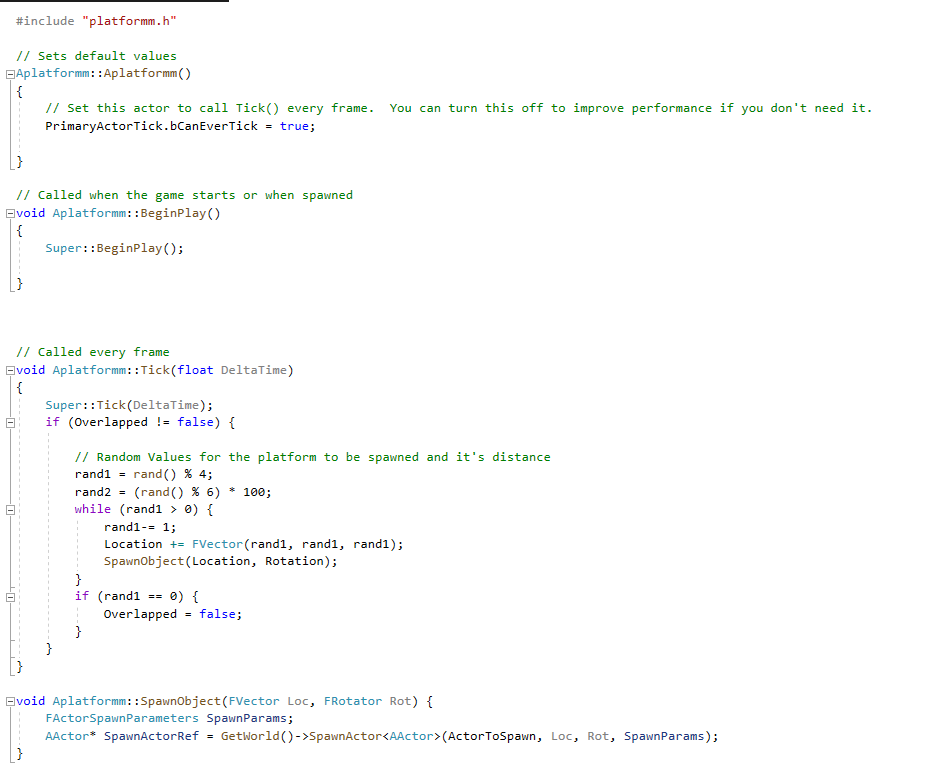 #include "platformm.h"
// Sets default values
Aplatformm::Aplatformm()
{
// Set this actor to call Tick() every frame.  You can turn this off to improve performance if you don't need it.
PrimaryActorTick.bCanEverTick = true;
}
// Called when the game starts or when spawned
void Aplatformm::BeginPlay()
{
Super::BeginPlay();
}
// Called every frame
void Aplatformm::Tick(float DeltaTime)
{
Super::Tick(DeltaTime);
if (Overlapped != false) {
// Random Values for the platform to be spawned and it's distance
rand1 = rand() % 4;
rand2 = (rand() % 6) * 100;
while (rand1 > 0) {
rand1-= 1;
Location += FVector(rand1, rand1, rand1);
SpawnObject(Location, Rotation);
}
if (rand1 == 0) {
Overlapped = false;
}
}
}
void Aplatformm::SpawnObject(FVector Loc, FRotator Rot) {
FActorSpawnParameters SpawnParams;
AActor* SpawnActorRef = GetWorld()->SpawnActor<AActor>(ActorToSpawn, Loc, Rot, SpawnParams);
}